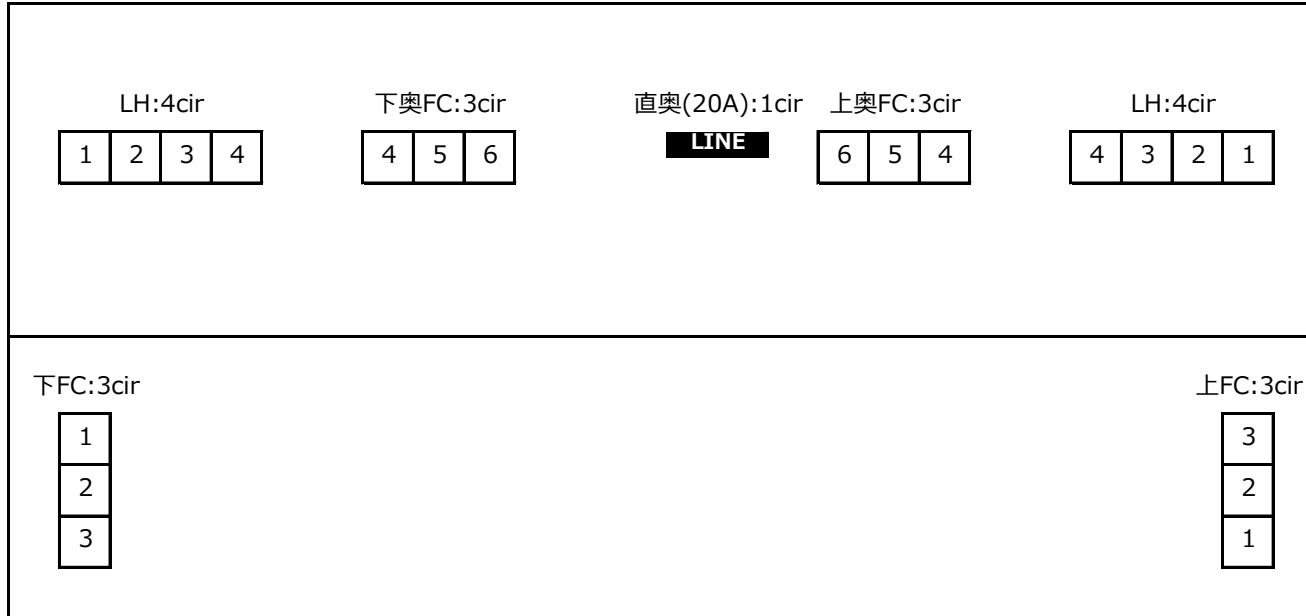 LH:4cir 下奥FC:3cir 直奥(20A):1cir 上奥FC:3cir LH:4cir
1 2 3 4 4 5 6 LINE 6 5 4 4 3 2 1
下FC:3cir 上FC:3cir
1 3
2 2
3 1